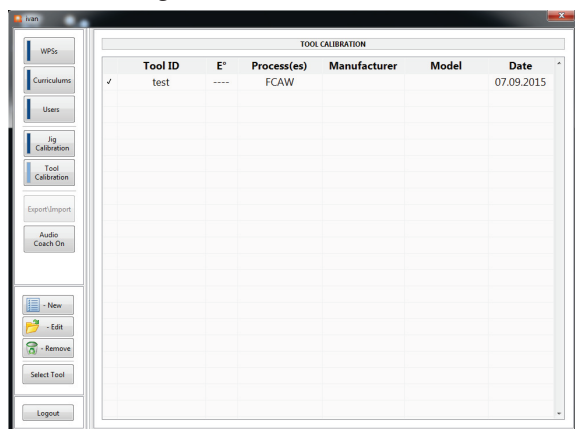 ivan
x
WPSs
Curriculums
Users
Jig
Calibration
Tool
Calibration
Export\Import
Audio
Coach On
- New
- Edit
- Remove
Select Tool
Logout
TOOL CALIBRATION
Tool ID E° Process(es) Manufacturer Model Date
✓ test ---- FCAW 07.09.2015